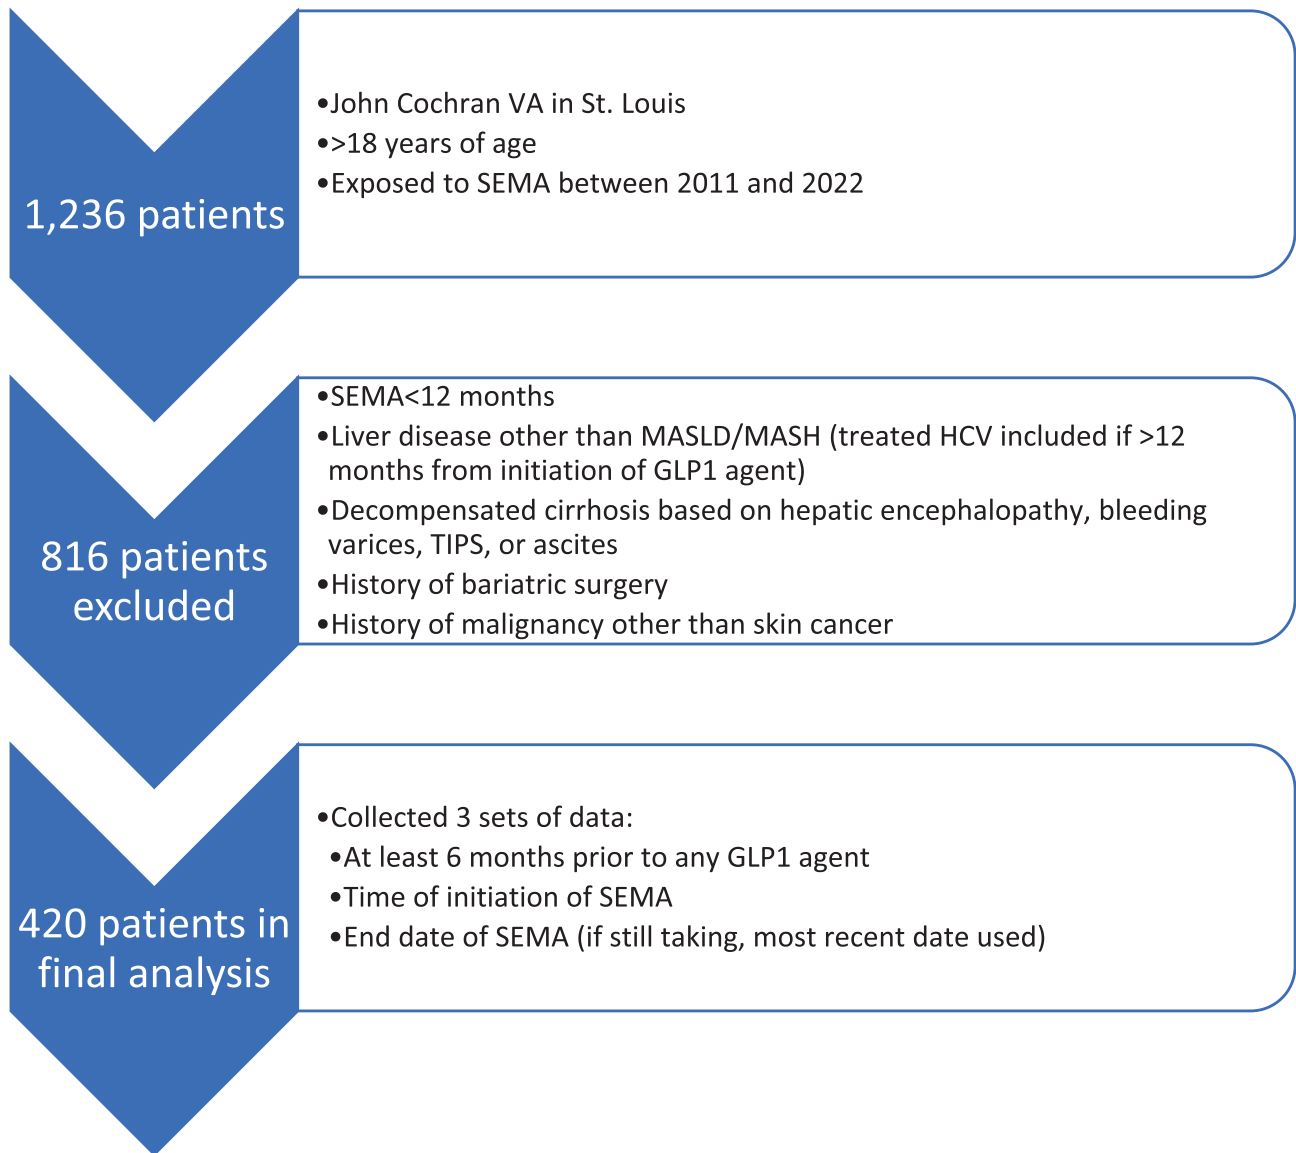 1,236 patients
•John Cochran VA in St. Louis
•>18 years of age
•Exposed to SEMA between 2011 and 2022
816 patients
excluded
•SEMA<12 months
•Liver disease other than MASLD/MASH (treated HCV included if >12
months from initiation of GLP1 agent)
•Decompensated cirrhosis based on hepatic encephalopathy, bleeding
varices, TIPS, or ascites
•History of bariatric surgery
•History of malignancy other than skin cancer
420 patients in
final analysis
•Collected 3 sets of data:
•At least 6 months prior to any GLP1 agent
•Time of initiation of SEMA
•End date of SEMA (if still taking, most recent date used)